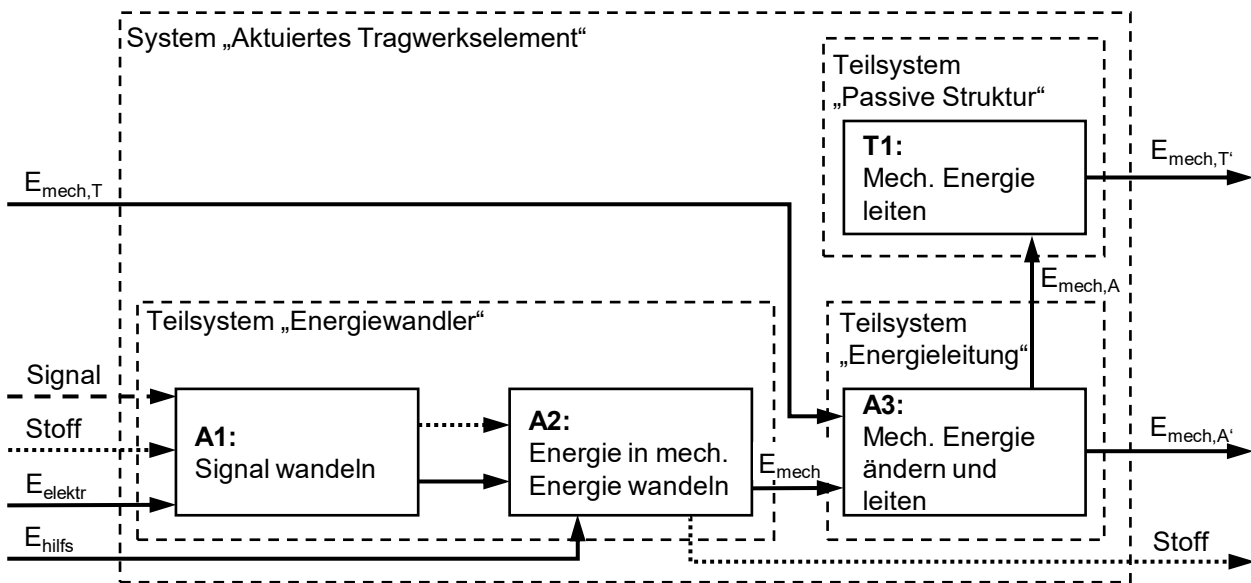 System „Aktuiertes Tragwerkselement“
Teilsystem
„Passive Struktur“
T1:
Mech. Energie
leiten
E_mech,T
E_mech,T‘
E_mech,A
Teilsystem „Energiewandler“
Teilsystem
„Energieleitung“
Signal
Stoff
E_elektr
E_hilfs
A1:
Signal wandeln
A2:
Energie in mech.
Energie wandeln
E_mech
A3:
Mech. Energie
ändern und
leiten
E_mech,A‘
Stoff